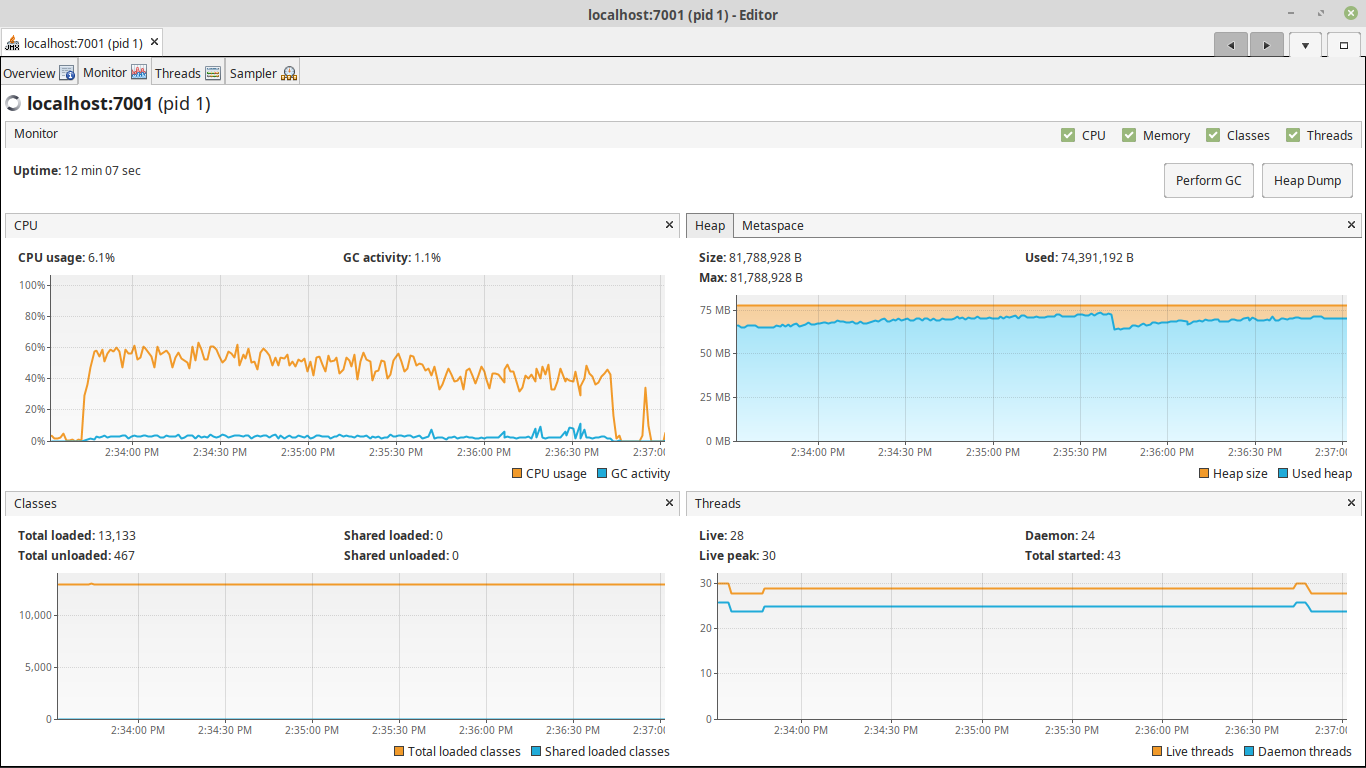 localhost:7001 (pid 1) - Editor
JMX localhost:7001 (pid 1)
Overview Monitor Threads Sampler
localhost:7001 (pid 1)
Monitor CPU Memory Classes Threads
Uptime: 12 min 07 sec
Perform GC Heap Dump
CPU
CPU usage: 6.1% GC activity: 1.1%
100%
80%
60%
40%
20%
0%
2:34:00 PM 2:34:30 PM 2:35:00 PM 2:35:30 PM 2:36:00 PM 2:36:30 PM 2:37:0
CPU usage GC activity
Heap Metaspace
Size: 81,788,928 B Used: 74,391,192 B
Max: 81,788,928 B
75 MB
50 MB
25 MB
0 MB
2:34:00 PM 2:34:30 PM 2:35:00 PM 2:35:30 PM 2:36:00 PM 2:36:30 PM 2:37:0
Heap size Used heap
Classes
Total loaded: 13,133 Shared loaded: 0
Total unloaded: 467 Shared unloaded: 0
10,000
5,000
0
2:34:00 PM 2:34:30 PM 2:35:00 PM 2:35:30 PM 2:36:00 PM 2:36:30 PM 2:37:0
Total loaded classes Shared loaded classes
Threads
Live: 28 Daemon: 24
Live peak: 30 Total started: 43
30
20
10
0
2:34:00 PM 2:34:30 PM 2:35:00 PM 2:35:30 PM 2:36:00 PM 2:36:30 PM 2:37:0
Live threads Daemon threads